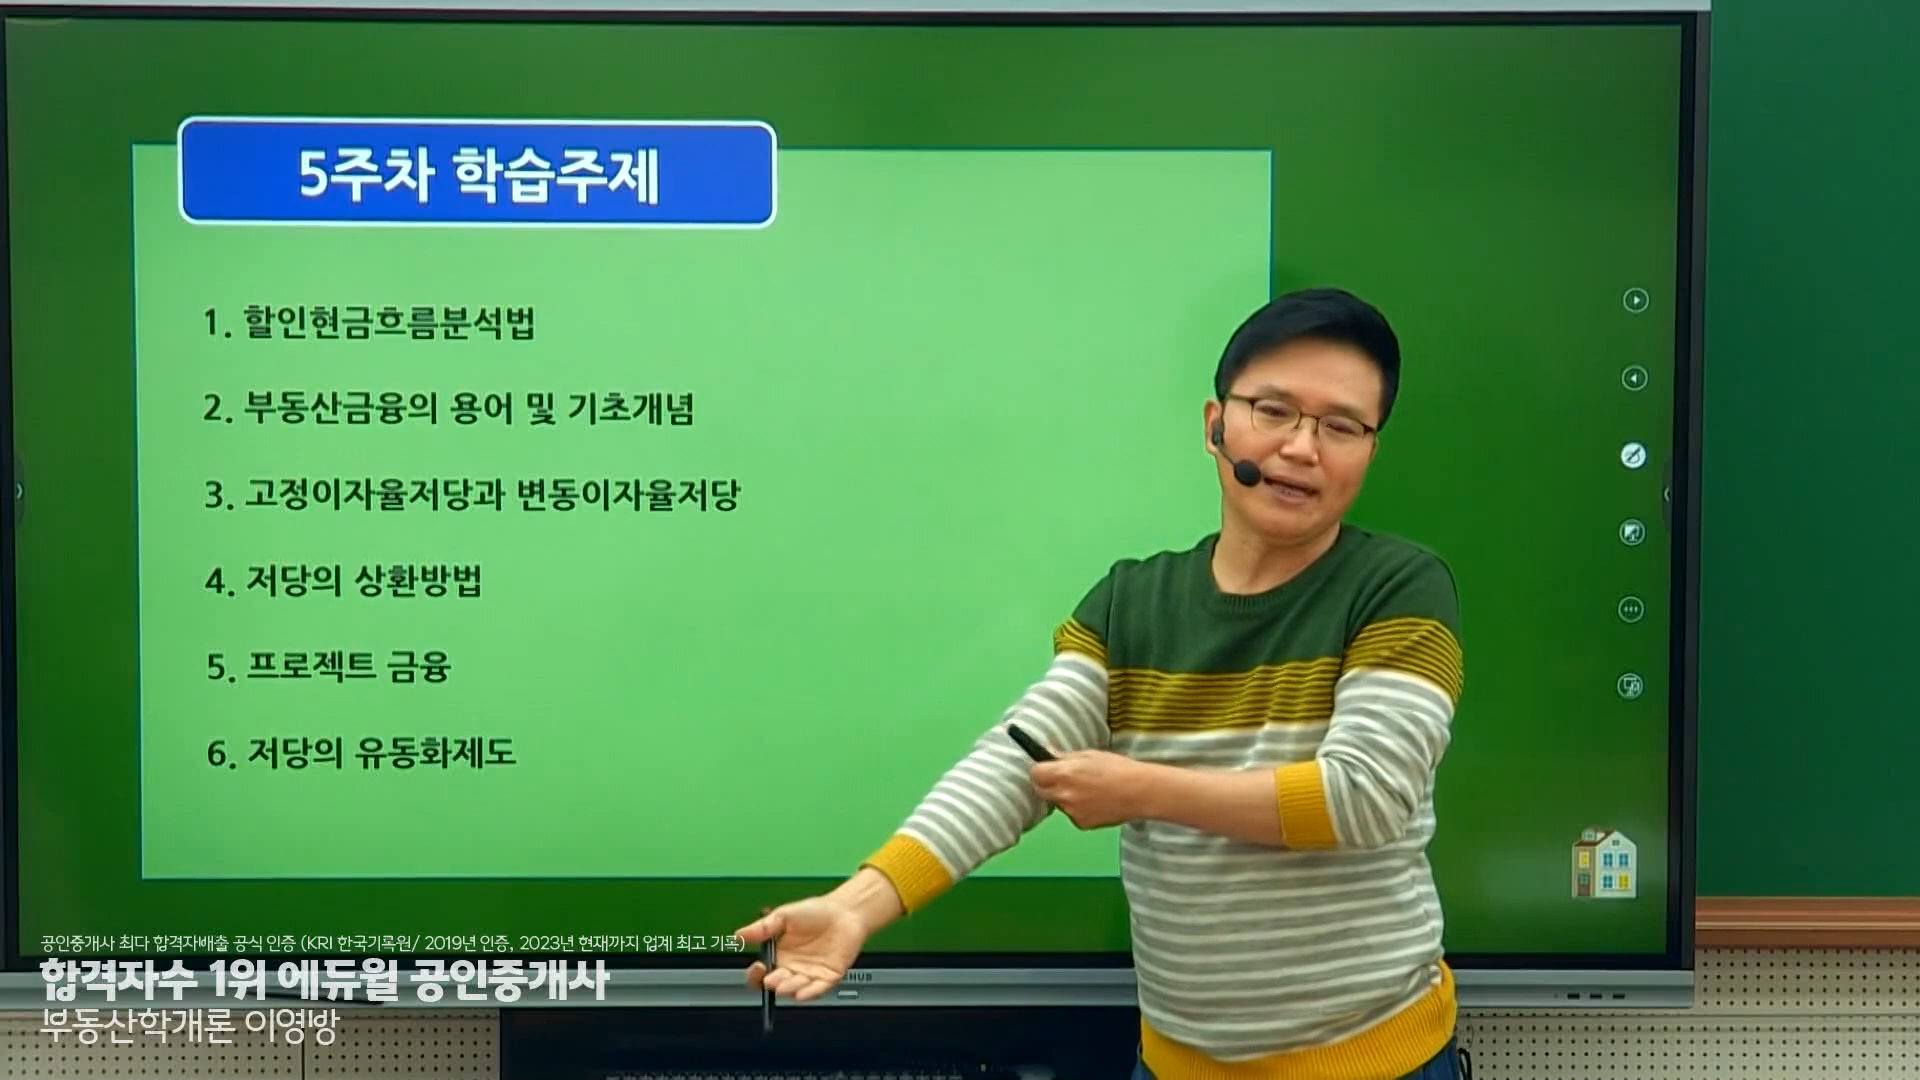 5주차 학습주제
1. 할인현금흐름분석법
2. 부동산금융의 용어 및 기초개념
3. 고정이자율저당과 변동이자율저당
4. 저당의 상환방법
5. 프로젝트 금융
6. 저당의 유동화제도
공인중개사 최다 합격자배출 공식 인증 (KRI 한국기록원/ 2019년 인증, 2023년 현재까지 업계 최고 기록)
합격자수 1위 에듀윌 공인중개사
부동산학개론 이영방